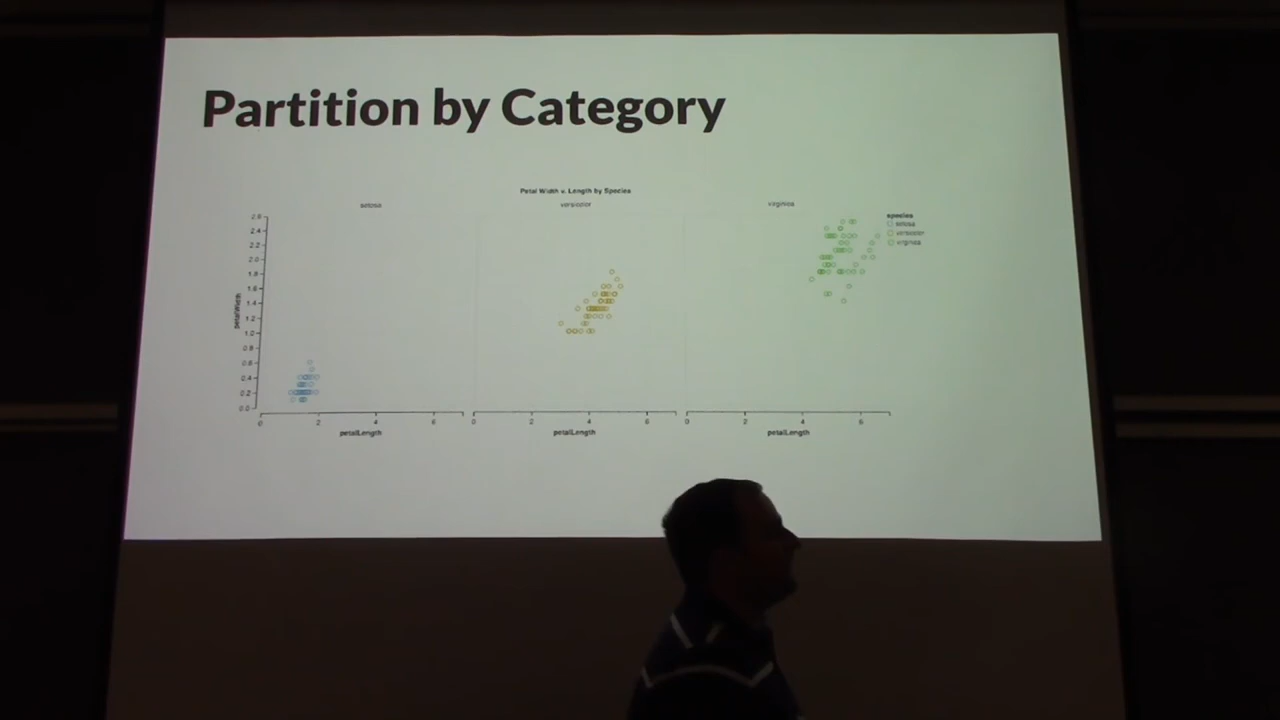 Partition by Category
Petal Width v. Length by Species
setosa
versicolor
virginica
species
setosa
versicolor
virginica
petalWidth
2.6
2.4
2.2
2.0
1.8
1.6
1.4
1.2
1.0
0.8
0.6
0.4
0.2
0.0
0 2 4 6
0 2 4 6
0 2 4 6
petalLength
petalLength
petalLength